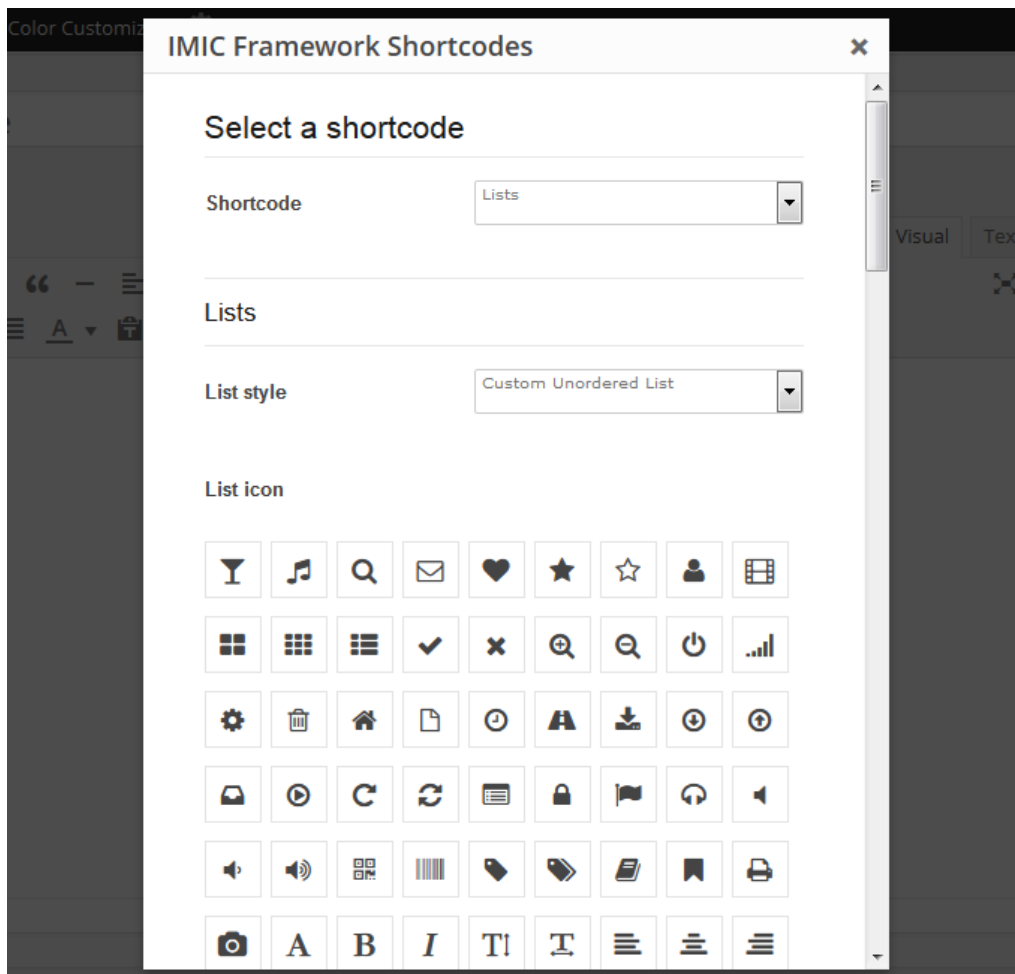 Color Customiz
IMIC Framework Shortcodes
Select a shortcode
Shortcode
Lists
Visual
Tex
Lists
List style
Custom Unordered List
List icon